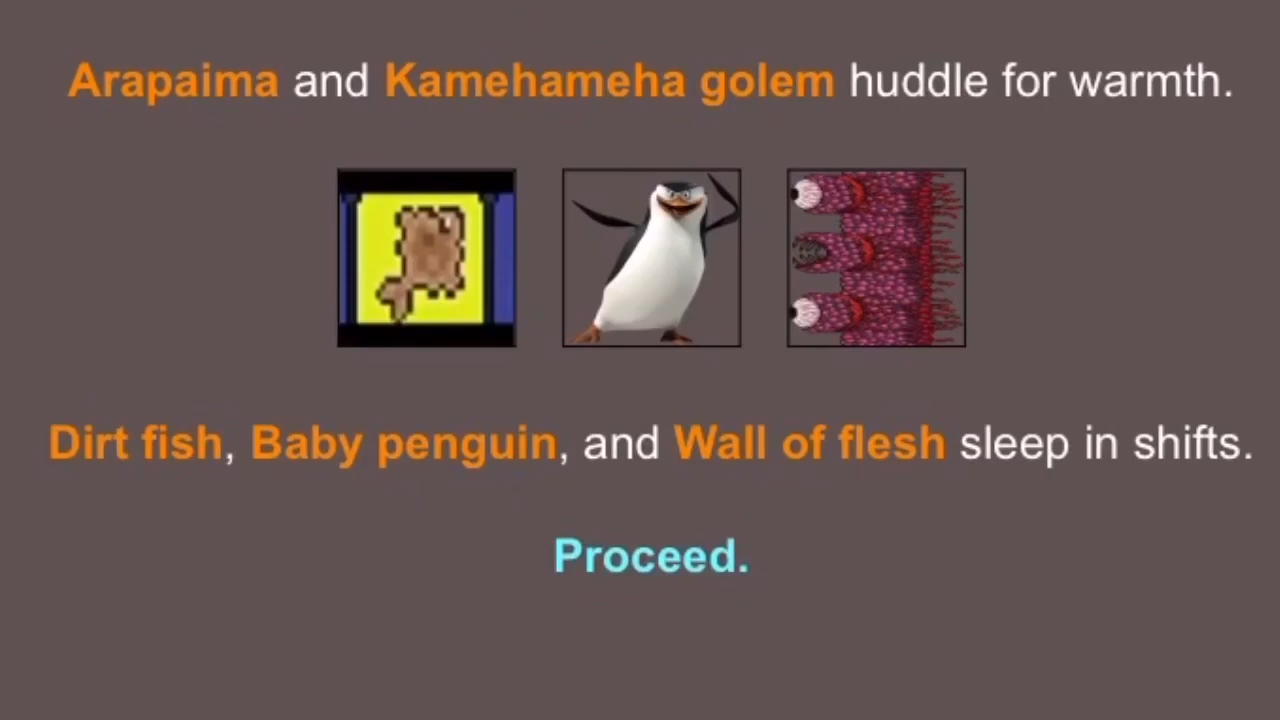 Arapaima and Kamehameha golem huddle for warmth.
Dirt fish, Baby penguin, and Wall of flesh sleep in shifts.
Proceed.